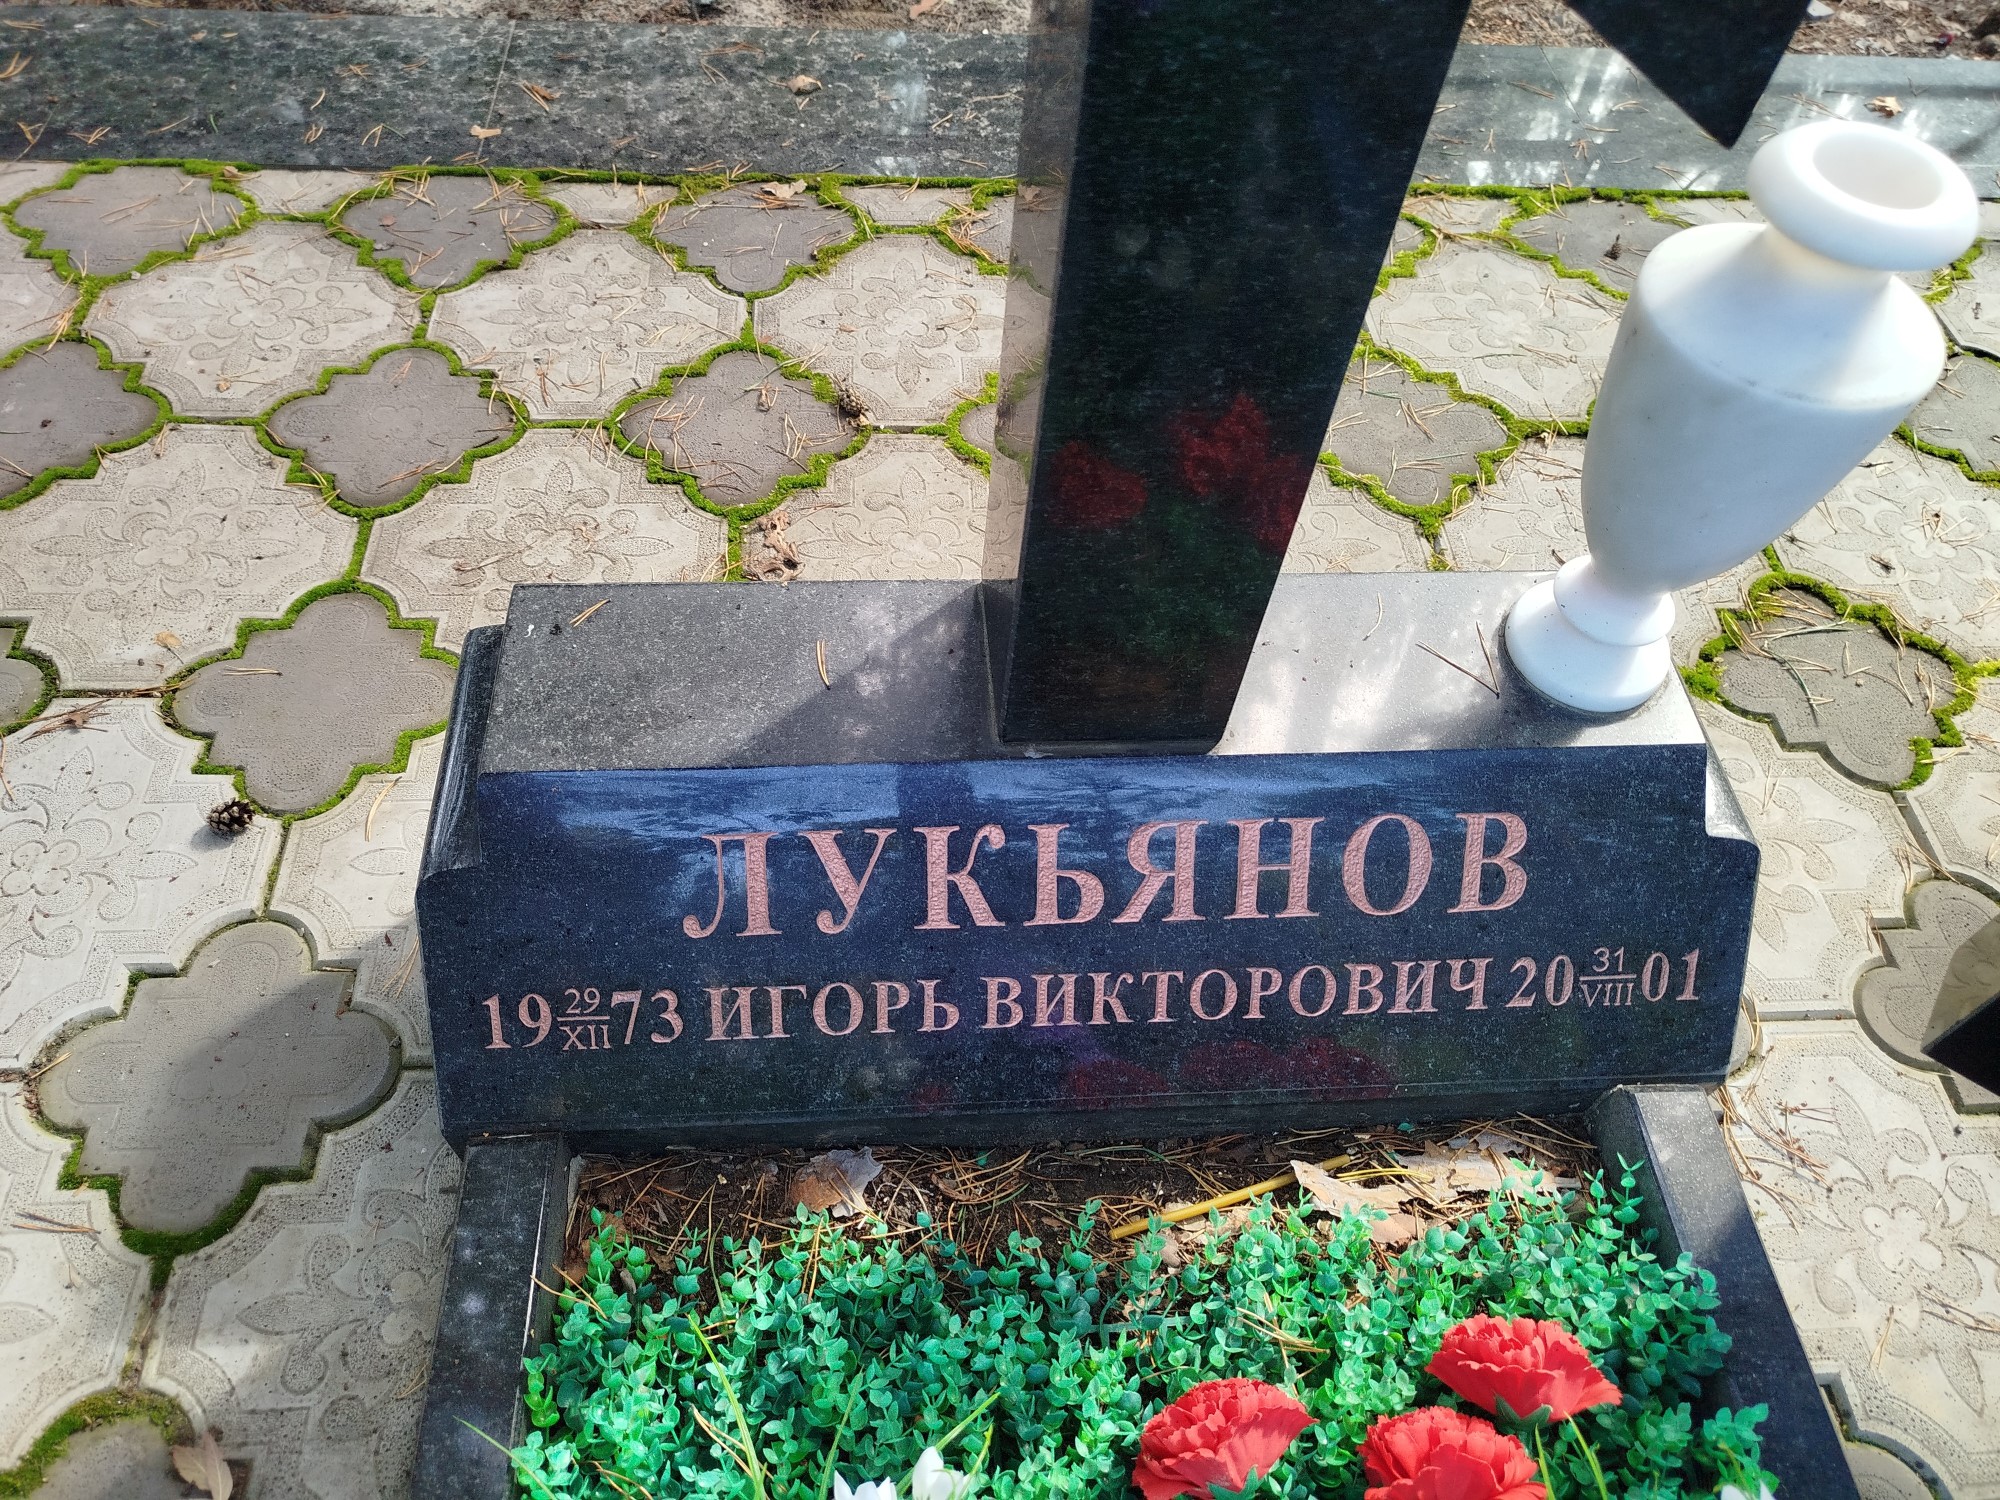 ЛУКЬЯНОВ
19 29/XII 73 ИГОРЬ ВИКТОРОВИЧ 20 31/VIII 01